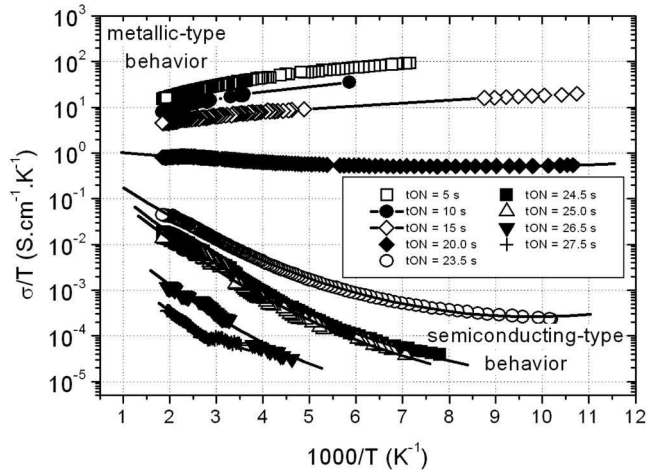 metallic-type
behavior
10²
10¹
10⁰
10⁻¹
10⁻²
10⁻³
10⁻⁴
10⁻⁵
σ/T (S.cm⁻¹.K⁻¹)
tON = 5 s
tON = 10 s
tON = 15 s
tON = 20.0 s
tON = 23.5 s
tON = 24.5 s
tON = 25.0 s
tON = 26.5 s
tON = 27.5 s
semiconducting-type
behavior
1 2 3 4 5 6 7 8 9 10 11 12
1000/T (K⁻¹)